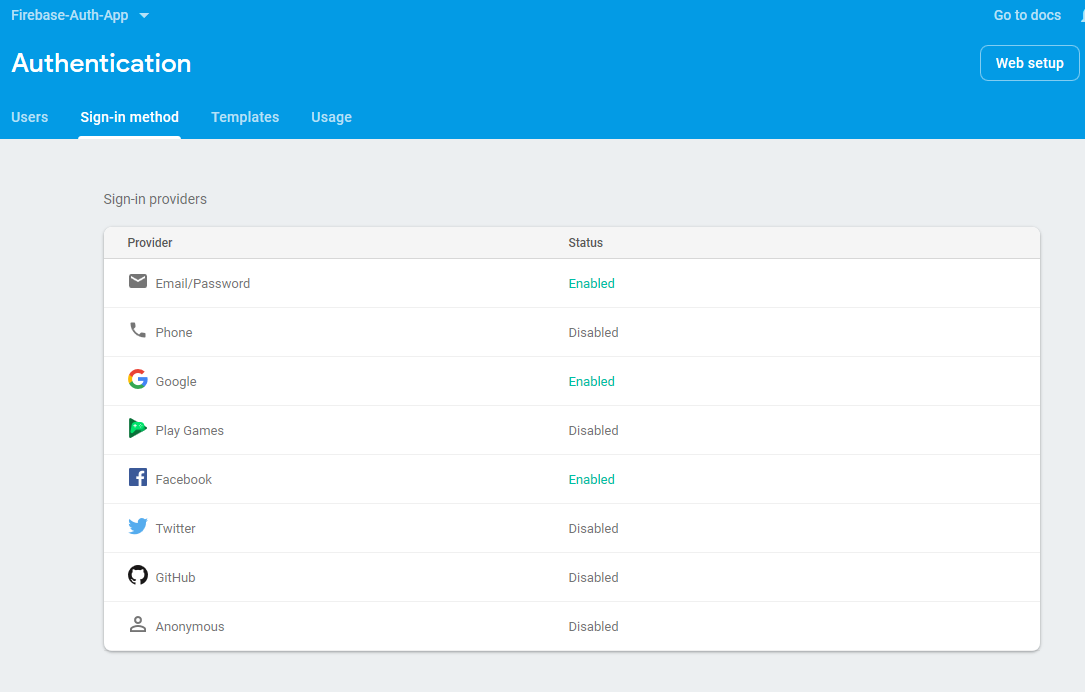 Firebase-Auth-App Go to docs
Authentication Web setup
Users Sign-in method Templates Usage
Sign-in providers
Provider Status
Email/Password Enabled
Phone Disabled
Google Enabled
Play Games Disabled
Facebook Enabled
Twitter Disabled
GitHub Disabled
Anonymous Disabled